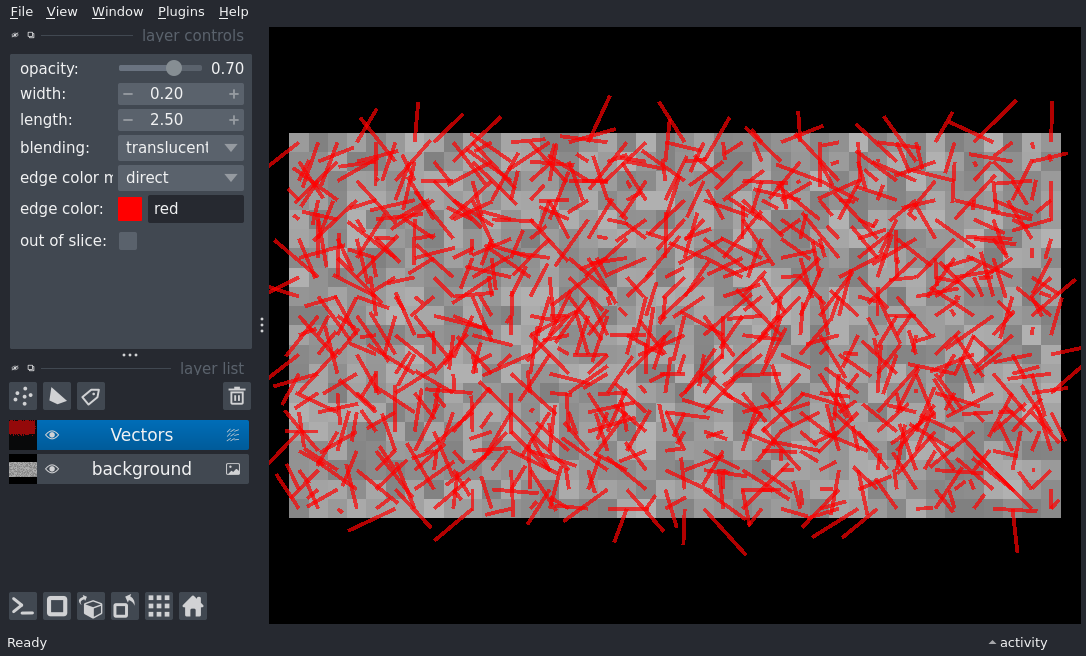 File View Window Plugins Help
layer controls
opacity: 0.70
width: − 0.20 +
length: − 2.50 +
blending: translucent
edge color m direct
edge color: red
out of slice:
layer list
Vectors
background
Ready
activity